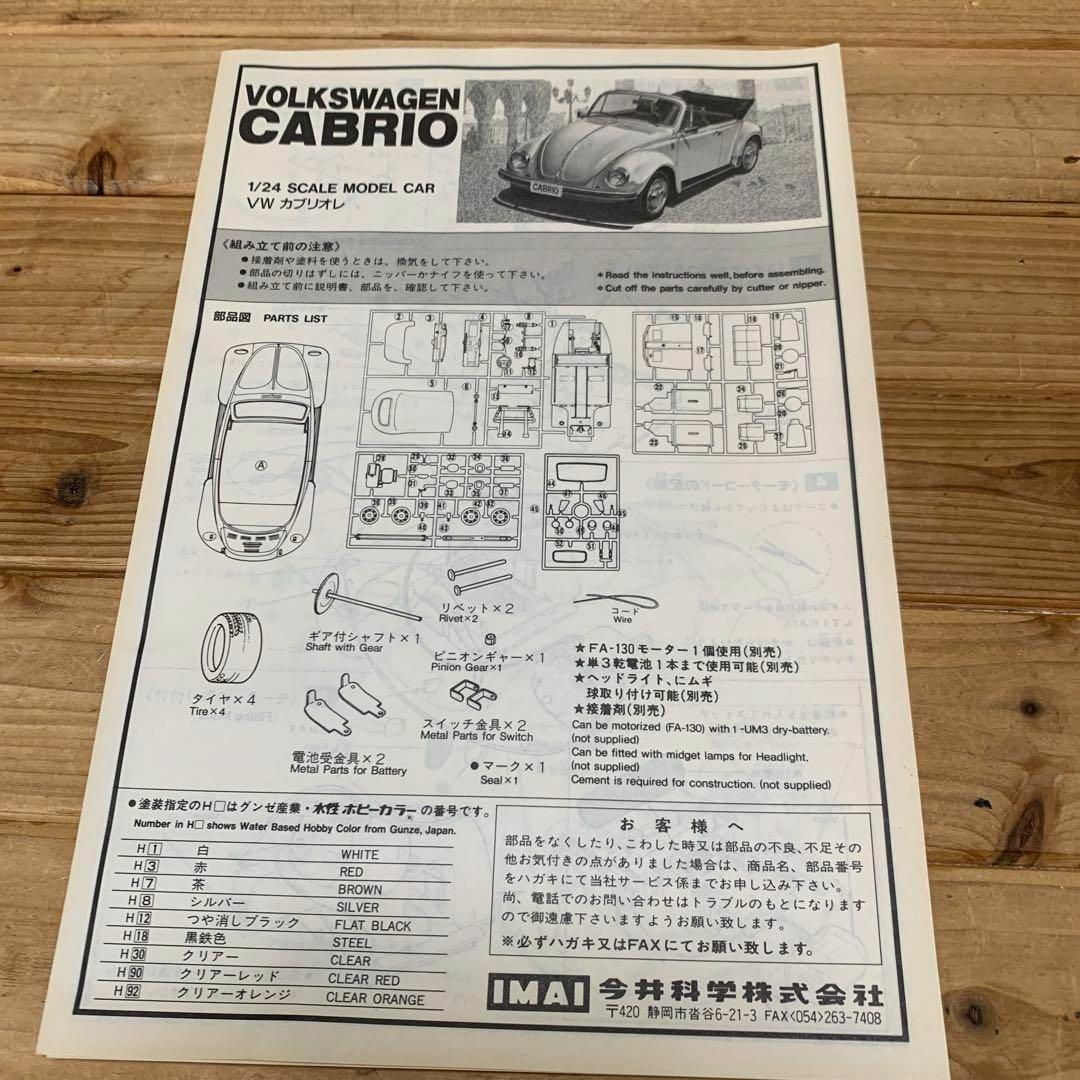 VOLKSWAGEN
CABRIO
1/24 SCALE MODEL CAR
VW カブリオレ
CABRIO
《組み立て前の注意》
●接着剤や塗料を使うときは、換気をして下さい。
●部品の切りはずしには、ニッパーかナイフを使って下さい。
●組み立て前に説明書、部品を、確認して下さい。
＊Read the instructions well, before assembling.
＊Cut off the parts carefully by cutter or nipper.
部品図 PARTS LIST
Ⓐ
リベット×2
Rivet×2
コード
Wire
ギア付シャフト×1
Shaft with Gear
ピニオンギャー×1
Pinion Gear×1
タイヤ×4
Tire×4
スイッチ金具×2
Metal Parts for Switch
電池受金具×2
Metal Parts for Battery
●マーク×1
Seal×1
★FA-130モーター1個使用(別売)
★単3乾電池1本まで使用可能(別売)
★ヘッドライト、にムギ
球取り付け可能(別売)
★接着剤(別売)
Can be motorized (FA-130) with 1-UM3 dry-battery.
(not supplied)
Can be fitted with midget lamps for Headlight.
(not supplied)
Cement is required for construction. (not supplied)
●塗装指定のH□はグンゼ産業・水性ホビーカラーの番号です。
Number in H□ shows Water Based Hobby Color from Gunze, Japan.
H1 白 WHITE
H3 赤 RED
H7 茶 BROWN
H8 シルバー SILVER
H12 つや消しブラック FLAT BLACK
H18 黒鉄色 STEEL
H30 クリアー CLEAR
H90 クリアーレッド CLEAR RED
H92 クリアーオレンジ CLEAR ORANGE
お客様へ
部品をなくしたり、こわした時又は部品の不良、不足その
他お気付きの点がありました場合は、商品名、部品番号
をハガキにて当社サービス係までお申し込み下さい。
尚、電話でのお問い合わせはトラブルのもとになります
ので御遠慮下さいますようお願い致します。
※必ずハガキ又はFAXにてお願い致します。
IMAI 今井科学株式会社
〒420 静岡市沓谷6-21-3 FAX<054>263-7408